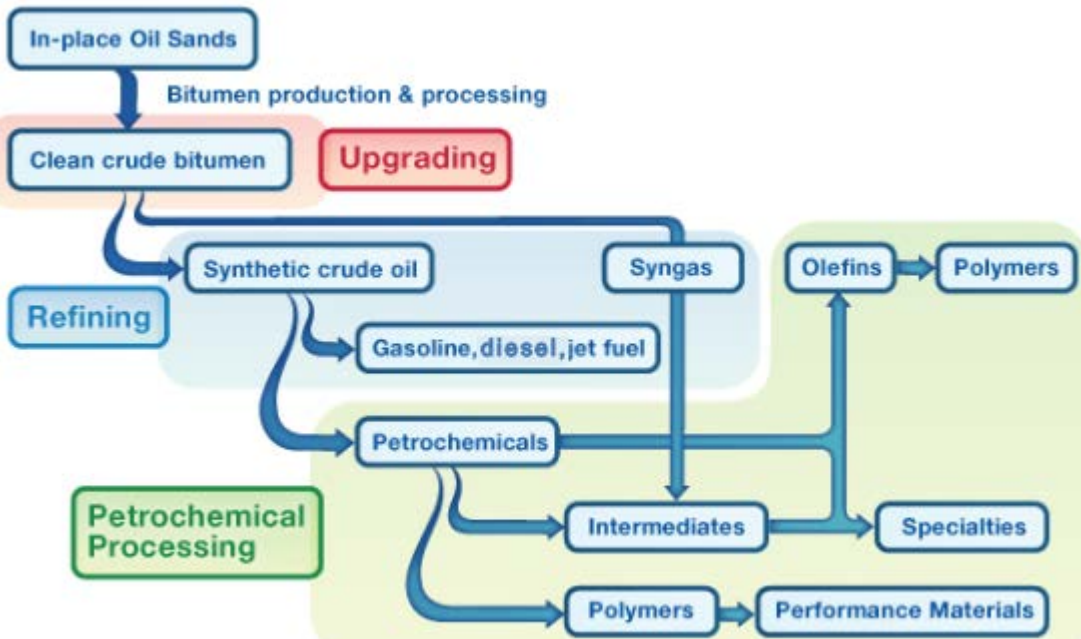 In-place Oil Sands
Bitumen production & processing
Clean crude bitumen
Upgrading
Synthetic crude oil
Syngas
Olefins
Polymers
Refining
Gasoline, diesel, jet fuel
Petrochemicals
Petrochemical
Processing
Intermediates
Specialties
Polymers
Performance Materials